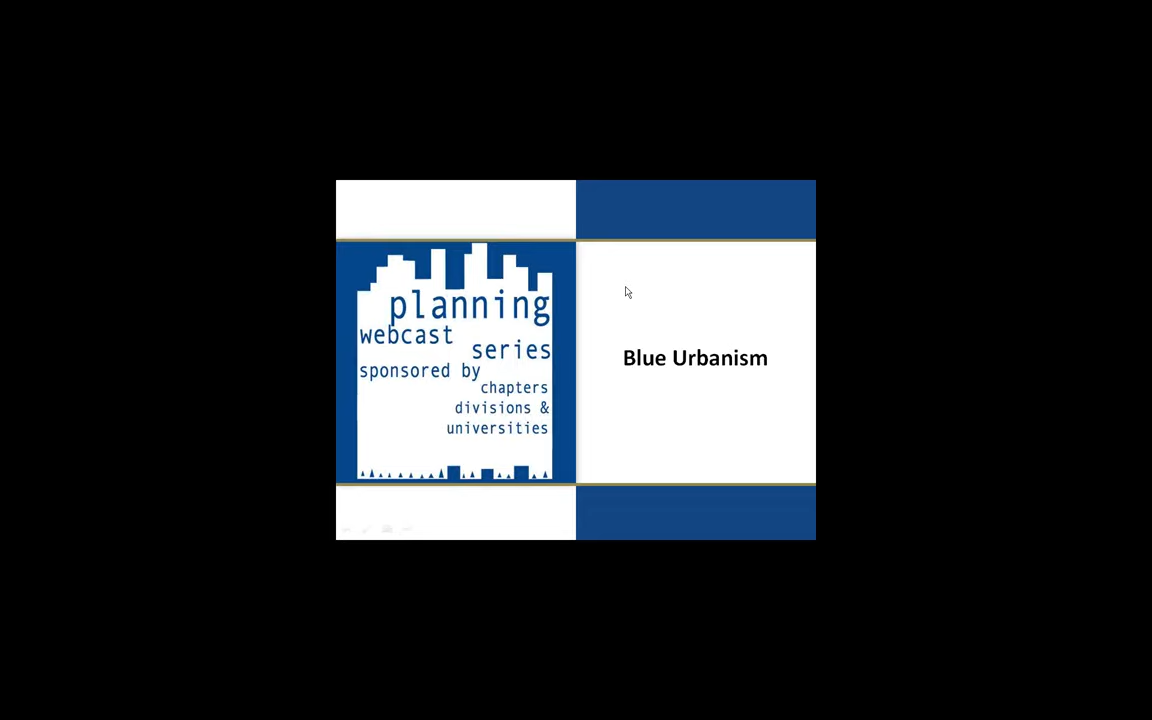 planning
webcast
series
sponsored by
chapters
divisions &
universities
Blue Urbanism